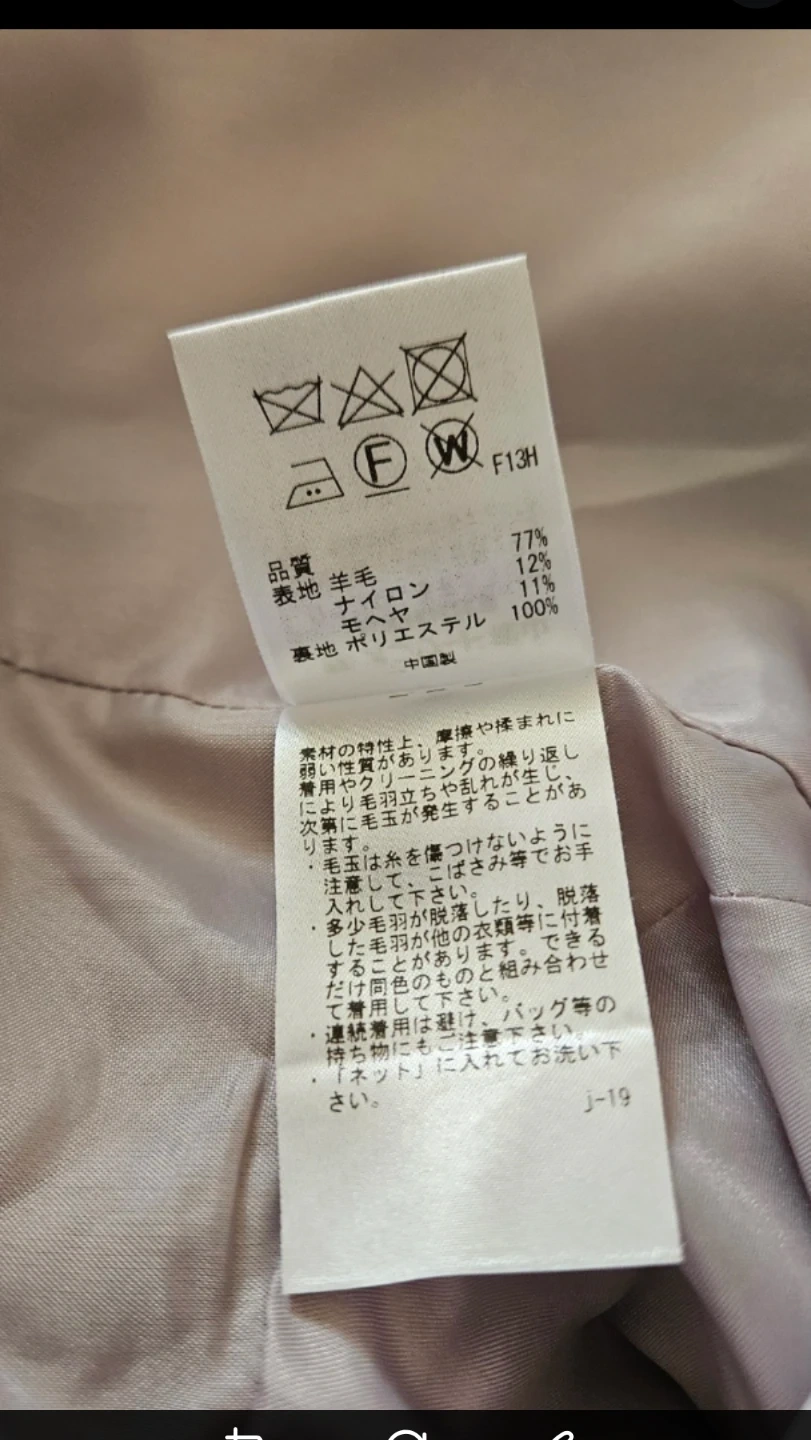 F
W
F13H
品質
表地 羊毛 77%
ナイロン 12%
モヘヤ 11%
裏地 ポリエステル 100%
中国製
素材の特性上、摩擦や揉まれに
弱い性質があります。
着用やクリーニングの繰り返し
により毛羽立ちや乱れが生じ、
次第に毛玉が発生することがあ
ります。
・毛玉は糸を傷つけないように
注意して、こばさみ等でお手
入れして下さい。
・多少毛羽が脱落したり、脱落
した毛羽が他の衣類等に付着
することがあります。できる
だけ同色のものと組み合わせ
て着用して下さい。
・連続着用は避け、バッグ等の
持ち物にもご注意下さい。
・「ネット」に入れてお洗い下
さい。
j-19